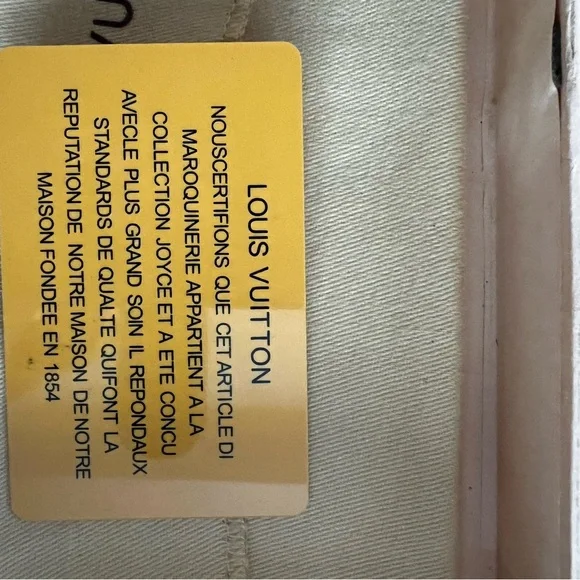 LOUIS VUITTON
NOUSCERTIFIONS QUE CET ARTICLE DI
MAROQUINERIE APPARTIENT A LA
COLLECTION JOYCE ET A ETE CONCU
AVECLE PLUS GRAND SOIN IL REPONDAUX
STANDARDS DE QUALTE QUIFONT LA
REPUTATION DE NOTRE MAISON DE NOTRE
MAISON FONDEE EN 1854